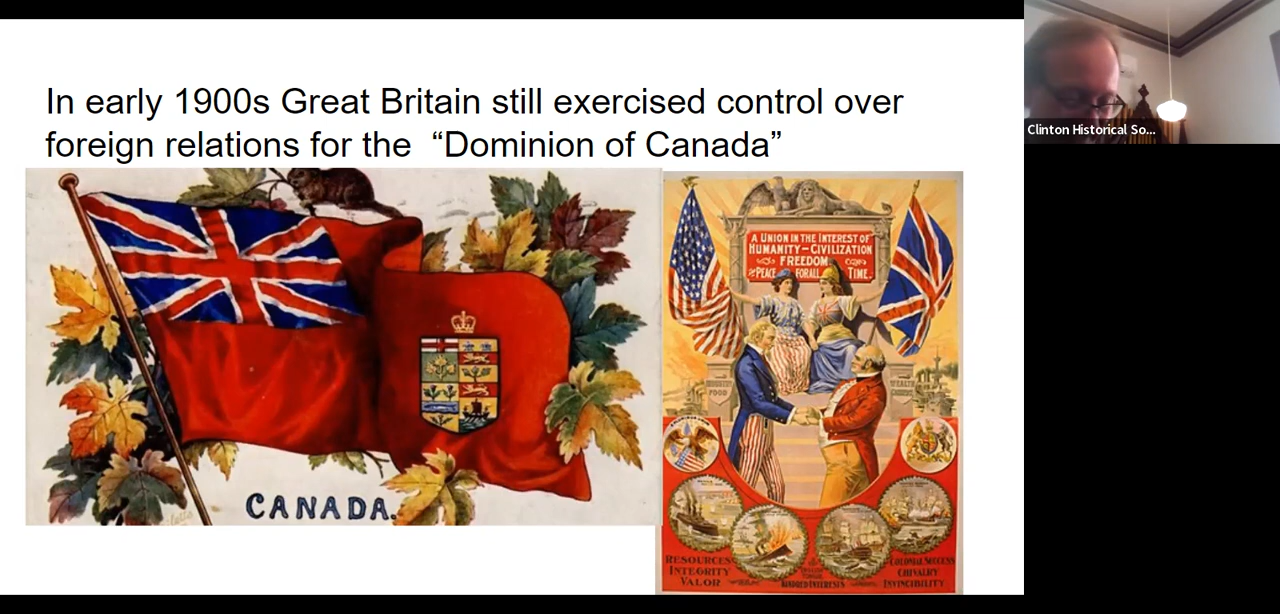 In early 1900s Great Britain still exercised control over
foreign relations for the “Dominion of Canada”
Clinton Historical So...
CANADA.
A UNION IN THE INTEREST OF
HUMANITY – CIVILIZATION
FREEDOM
PEACE FOR ALL TIME.
FOOD
RESOURCES
INTEGRITY
VALOR
KINDRED INTERESTS
COLONIAL SUCCESS
CHIVALRY
INVINCIBILITY